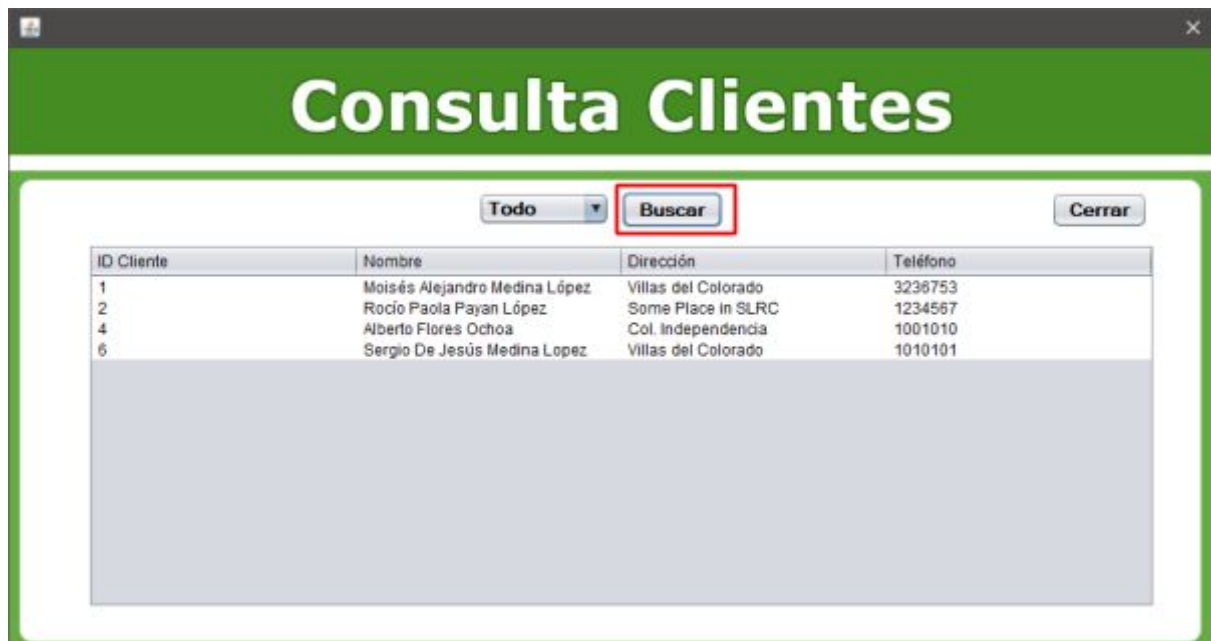 Consulta Clientes
Todo Buscar Cerrar
ID Cliente Nombre Dirección Teléfono
1 Moisés Alejandro Medina López Villas del Colorado 3236753
2 Rocío Paola Payan López Some Place in SLRC 1234567
4 Alberto Flores Ochoa Col. Independencia 1001010
6 Sergio De Jesús Medina Lopez Villas del Colorado 1010101